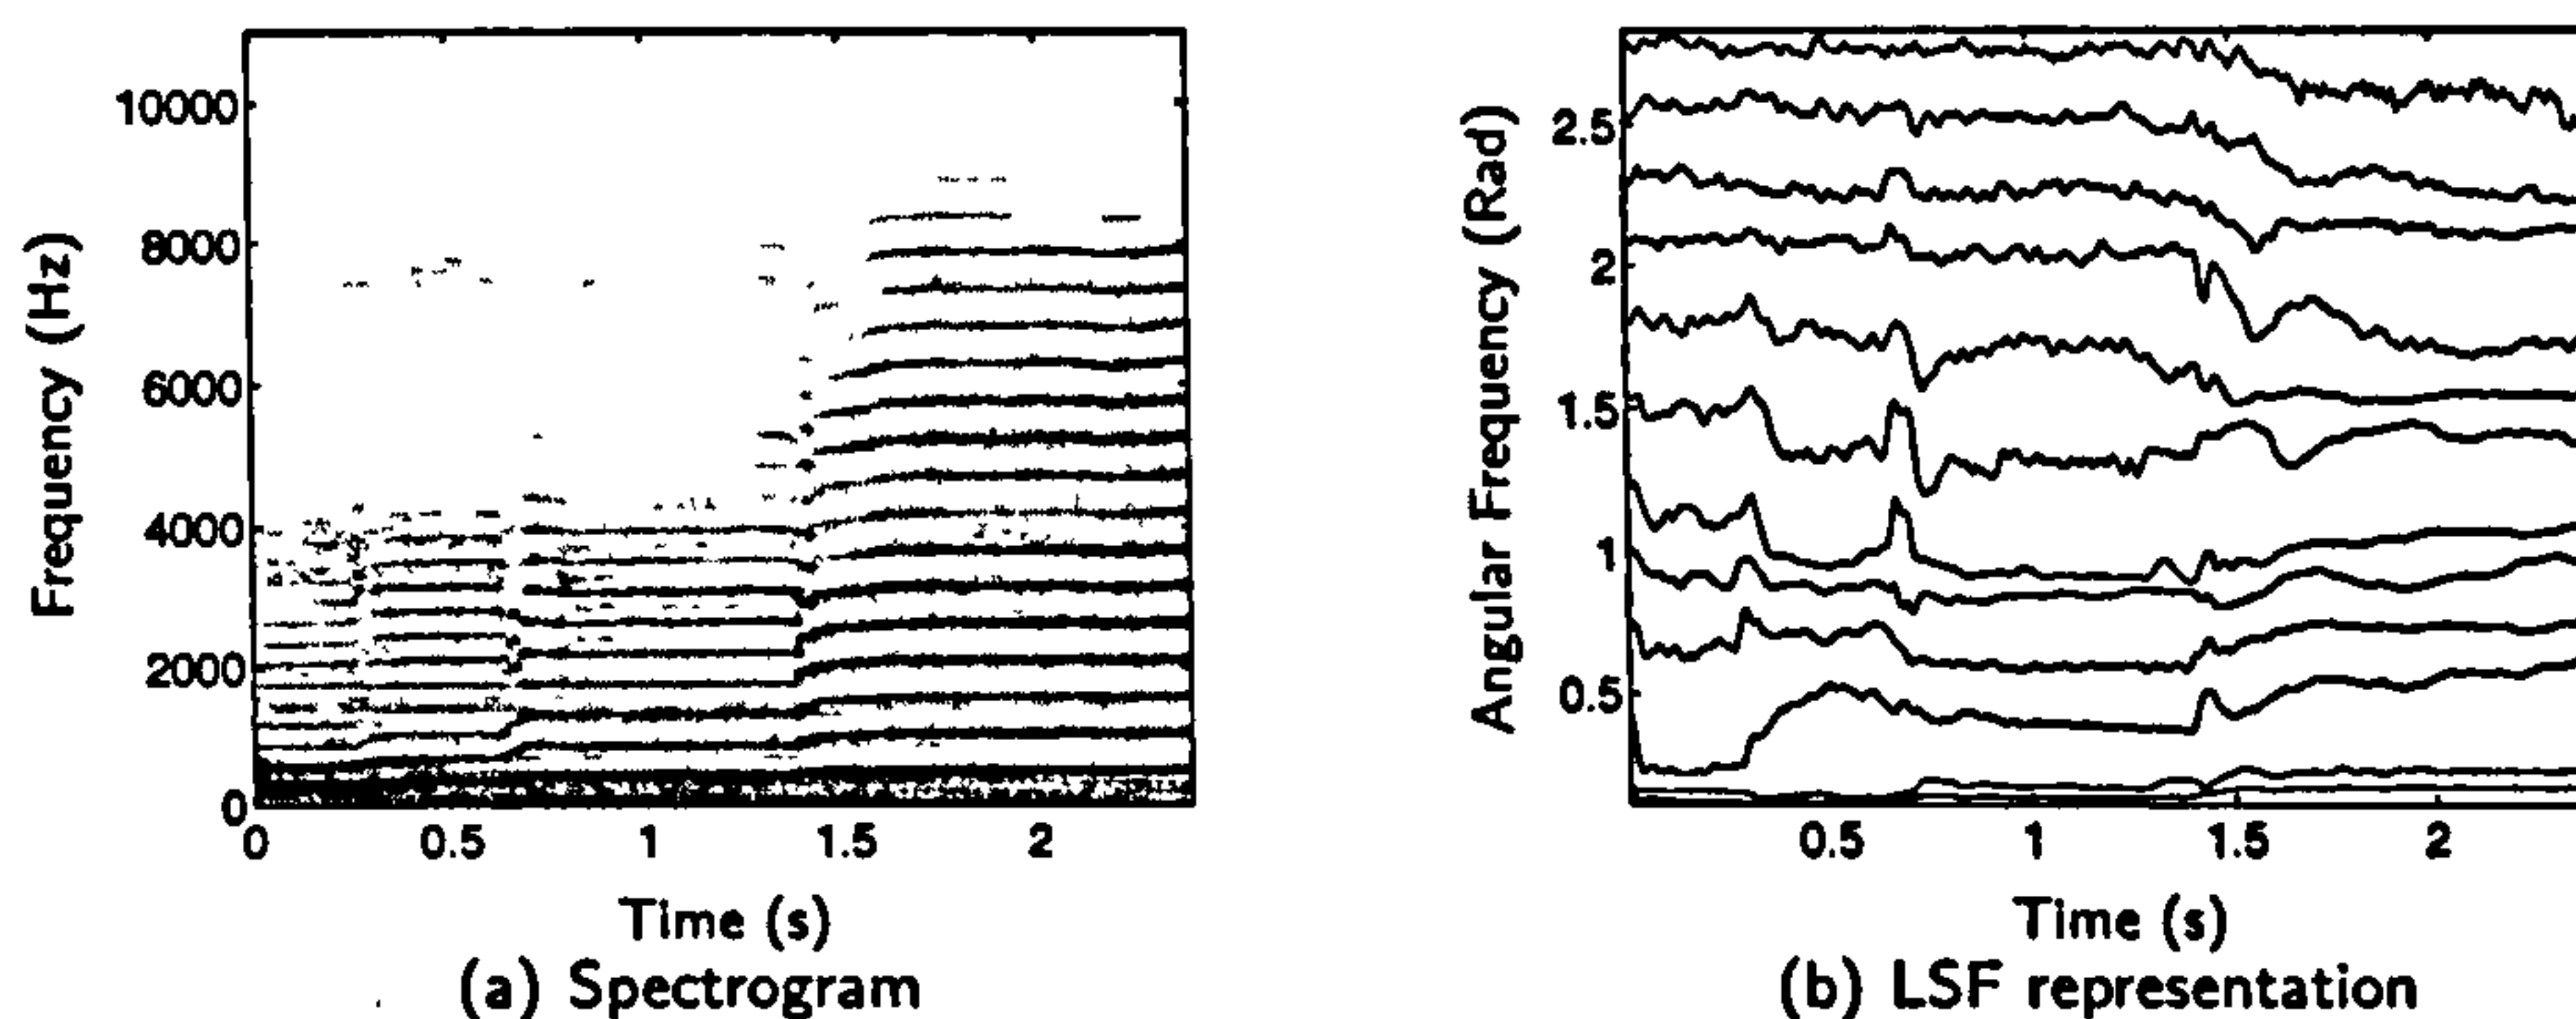 Frequency (Hz)
10000
8000
6000
4000
2000
0
0 0.5 1 1.5 2
Time (s)
(a) Spectrogram
Angular Frequency (Rad)
2.5
2
1.5
1
0.5
0.5 1 1.5 2
Time (s)
(b) LSF representation